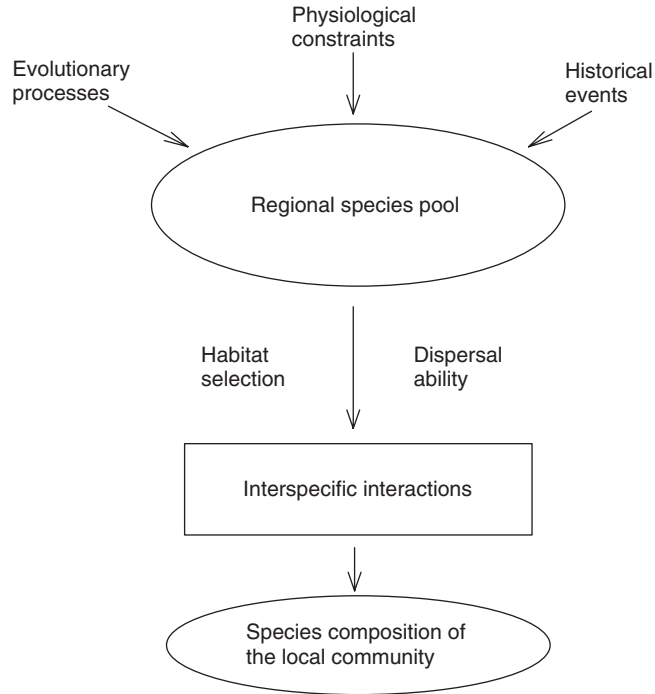 Physiological
constraints
Evolutionary
processes
Historical
events
Regional species pool
Habitat
selection
Dispersal
ability
Interspecific interactions
Species composition of
the local community